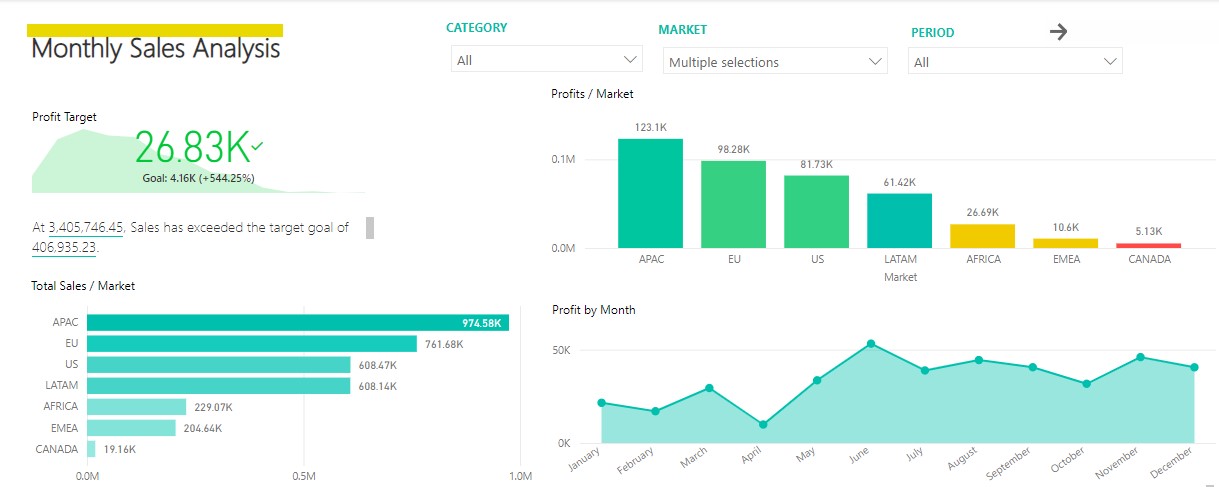 Monthly Sales Analysis
CATEGORY
All
MARKET
Multiple selections
PERIOD
All
Profit Target
26.83K
Goal: 4.16K (+544.25%)
At 3,405,746.45, Sales has exceeded the target goal of
406,935.23.
Profits / Market
0.1M
0.0M
123.1K
98.28K
81.73K
61.42K
26.69K
10.6K
5.13K
APAC
EU
US
LATAM
AFRICA
EMEA
CANADA
Market
Total Sales / Market
APAC 974.58K
EU 761.68K
US 608.47K
LATAM 608.14K
AFRICA 229.07K
EMEA 204.64K
CANADA 19.16K
0.0M 0.5M 1.0M
Profit by Month
50K
0K
January
February
March
April
May
June
July
August
September
October
November
December